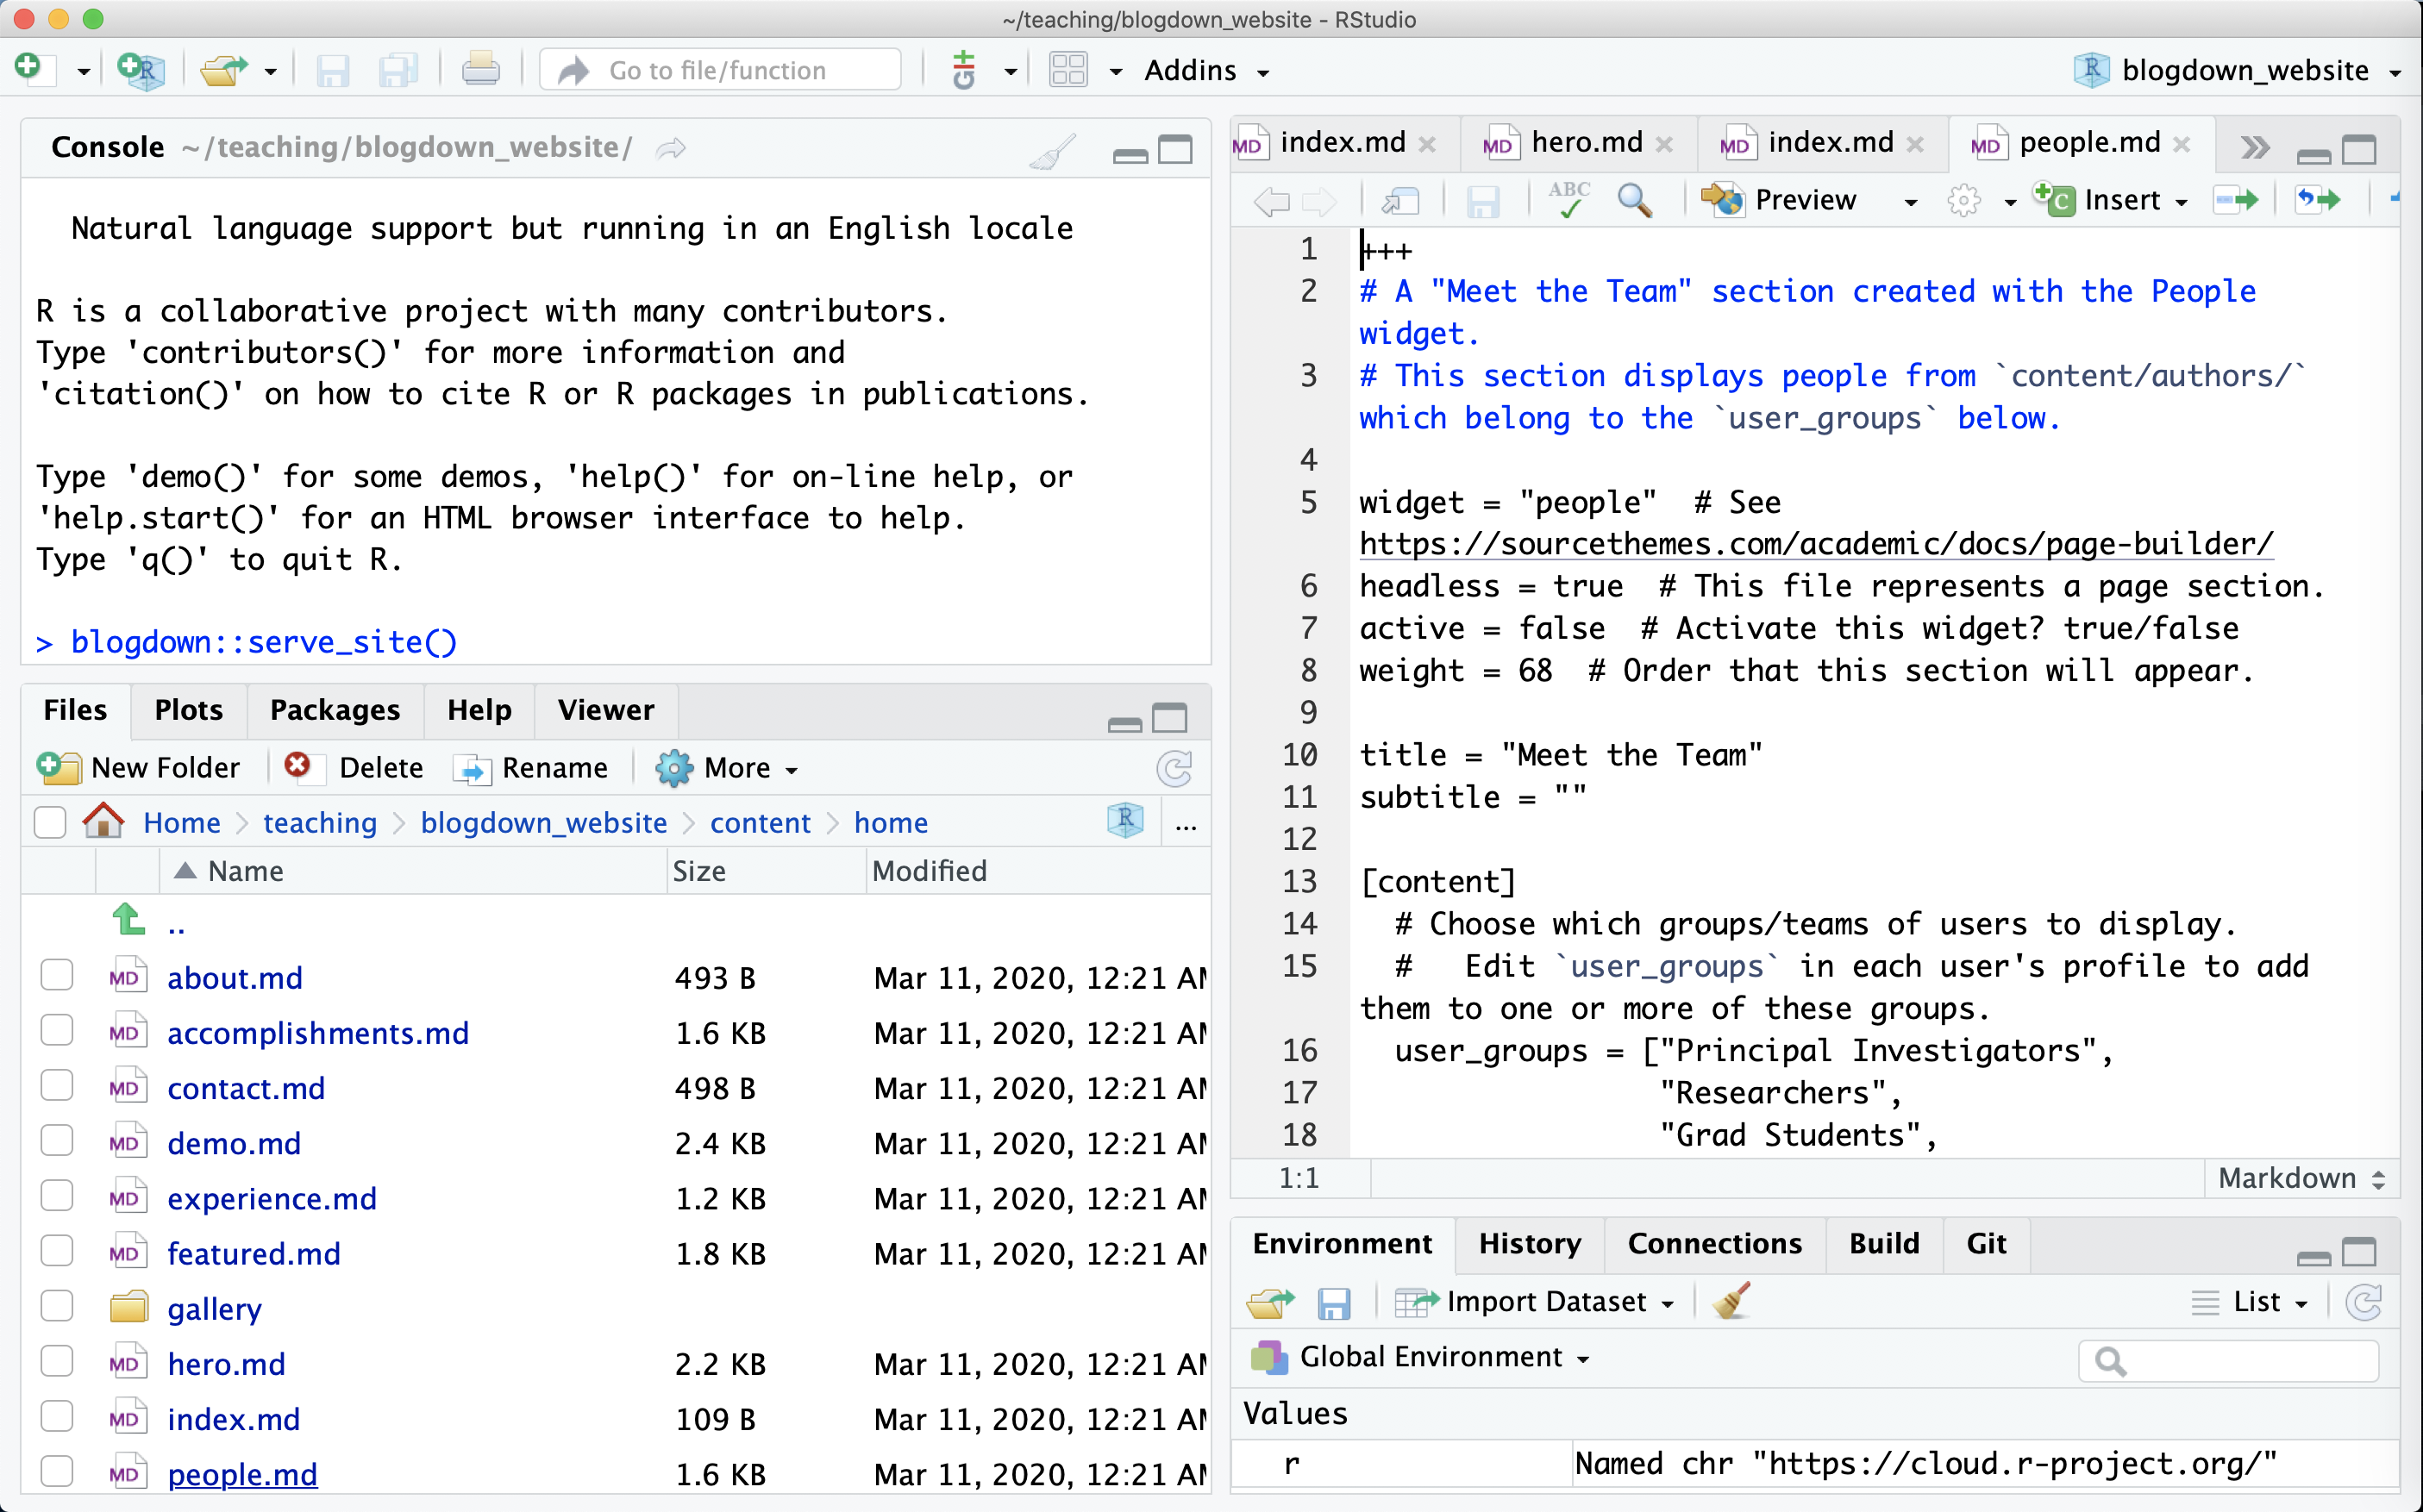 ~/teaching/blogdown_website - RStudio
Go to file/function
Addins
blogdown_website
Console ~/teaching/blogdown_website/
Natural language support but running in an English locale
R is a collaborative project with many contributors.
Type 'contributors()' for more information and
'citation()' on how to cite R or R packages in publications.
Type 'demo()' for some demos, 'help()' for on-line help, or
'help.start()' for an HTML browser interface to help.
Type 'q()' to quit R.
> blogdown::serve_site()
Files Plots Packages Help Viewer
New Folder Delete Rename More
Home teaching blogdown_website content home ...
Name Size Modified
..
MD about.md 493 B Mar 11, 2020, 12:21 AM
MD accomplishments.md 1.6 KB Mar 11, 2020, 12:21 AM
MD contact.md 498 B Mar 11, 2020, 12:21 AM
MD demo.md 2.4 KB Mar 11, 2020, 12:21 AM
MD experience.md 1.2 KB Mar 11, 2020, 12:21 AM
MD featured.md 1.8 KB Mar 11, 2020, 12:21 AM
gallery
MD hero.md 2.2 KB Mar 11, 2020, 12:21 AM
MD index.md 109 B Mar 11, 2020, 12:21 AM
MD people.md 1.6 KB Mar 11, 2020, 12:21 AM
MD index.md MD hero.md MD index.md MD people.md
ABC Preview Insert
1 +++
2 # A "Meet the Team" section created with the People
widget.
3 # This section displays people from `content/authors/`
which belong to the `user_groups` below.
4
5 widget = "people"  # See
https://sourcethemes.com/academic/docs/page-builder/
6 headless = true  # This file represents a page section.
7 active = false  # Activate this widget? true/false
8 weight = 68  # Order that this section will appear.
9
10 title = "Meet the Team"
11 subtitle = ""
12
13 [content]
14   # Choose which groups/teams of users to display.
15   #   Edit `user_groups` in each user's profile to add
them to one or more of these groups.
16   user_groups = ["Principal Investigators",
17                  "Researchers",
18                  "Grad Students",
1:1 Markdown
Environment History Connections Build Git
Import Dataset List
Global Environment
Values
r Named chr "https://cloud.r-project.org/"